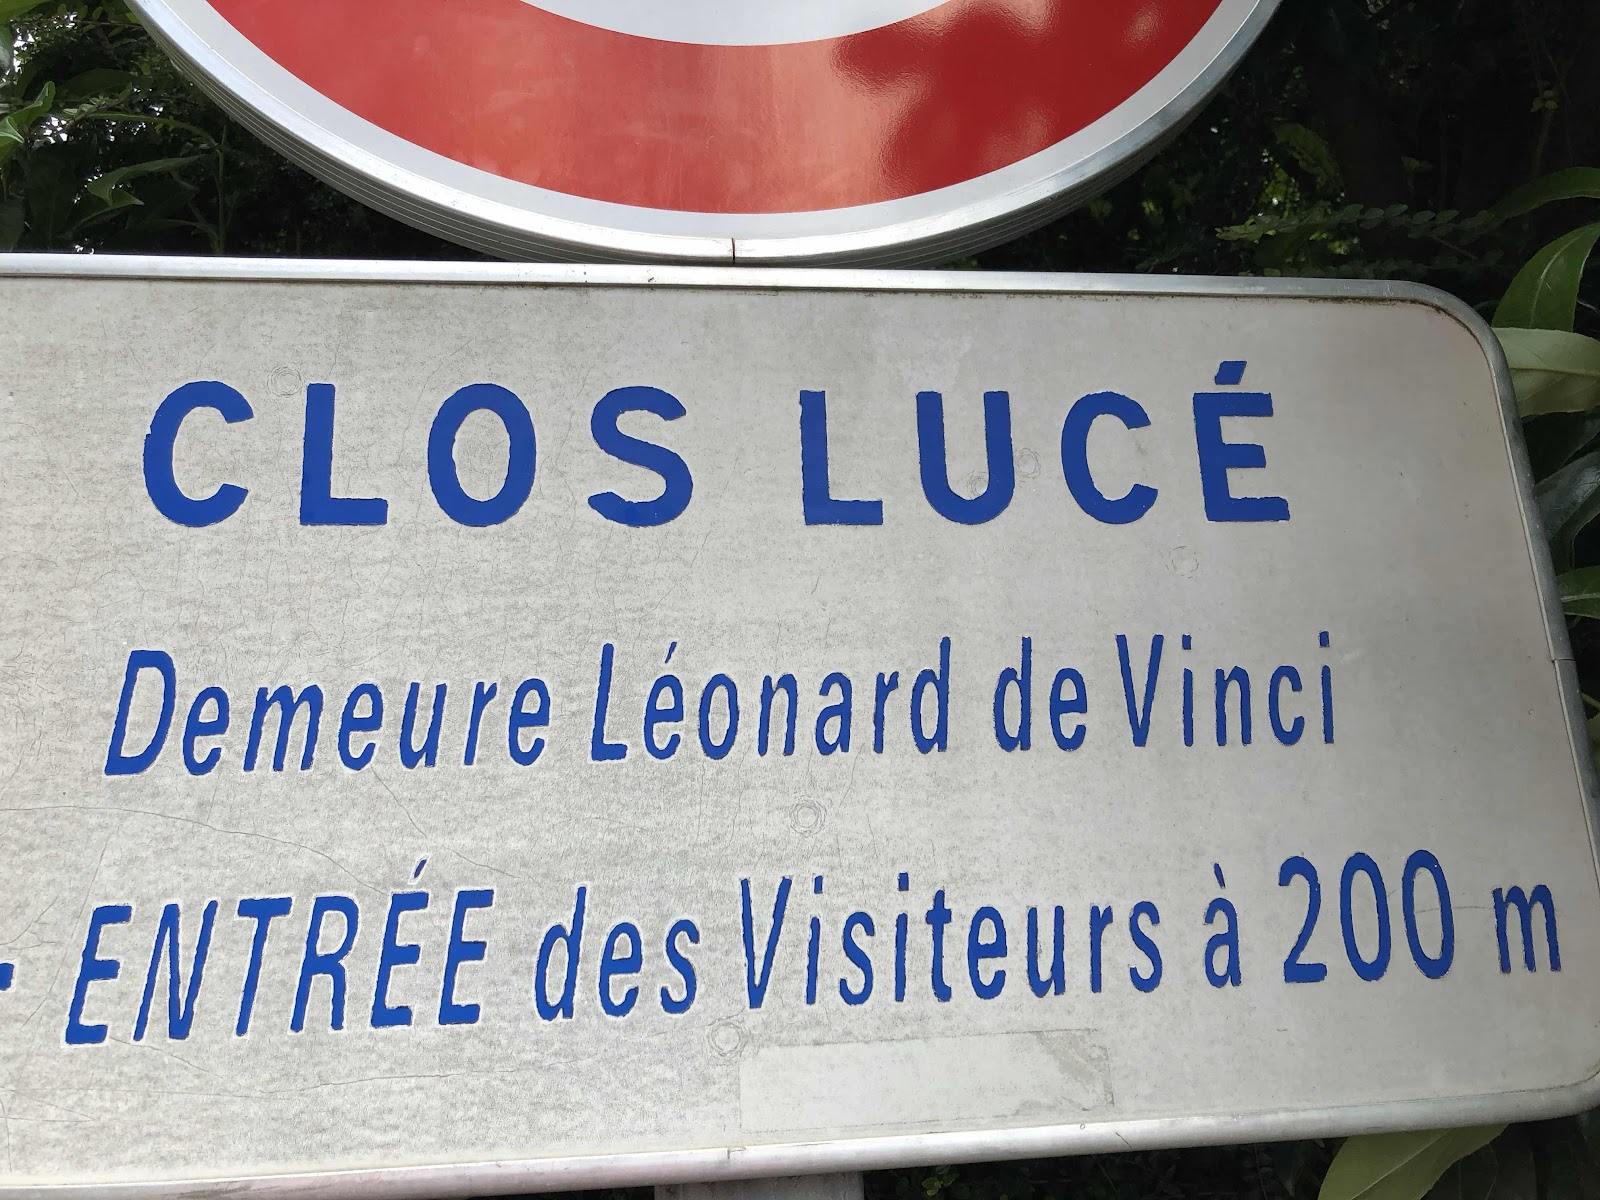 CLOS LUCÉ
Demeure Léonard de Vinci
- ENTRÉE des Visiteurs à 200 m